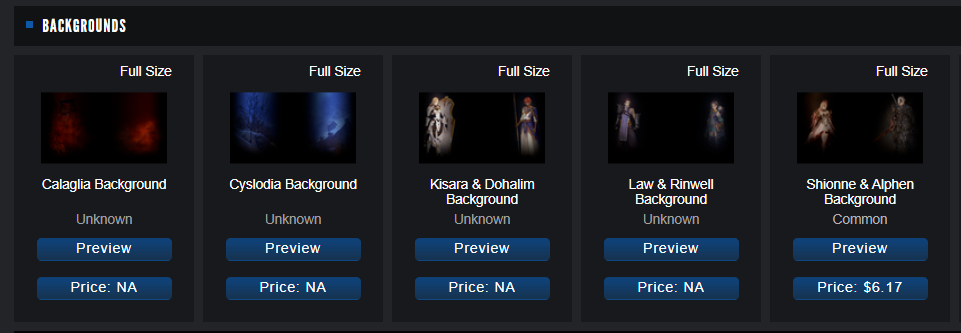 BACKGROUNDS
Full Size
Full Size
Full Size
Full Size
Full Size
Calaglia Background
Cyslodia Background
Kisara & Dohalim
Background
Law & Rinwell
Background
Shionne & Alphen
Background
Unknown
Unknown
Unknown
Unknown
Common
Preview
Preview
Preview
Preview
Preview
Price: NA
Price: NA
Price: NA
Price: NA
Price: $6.17